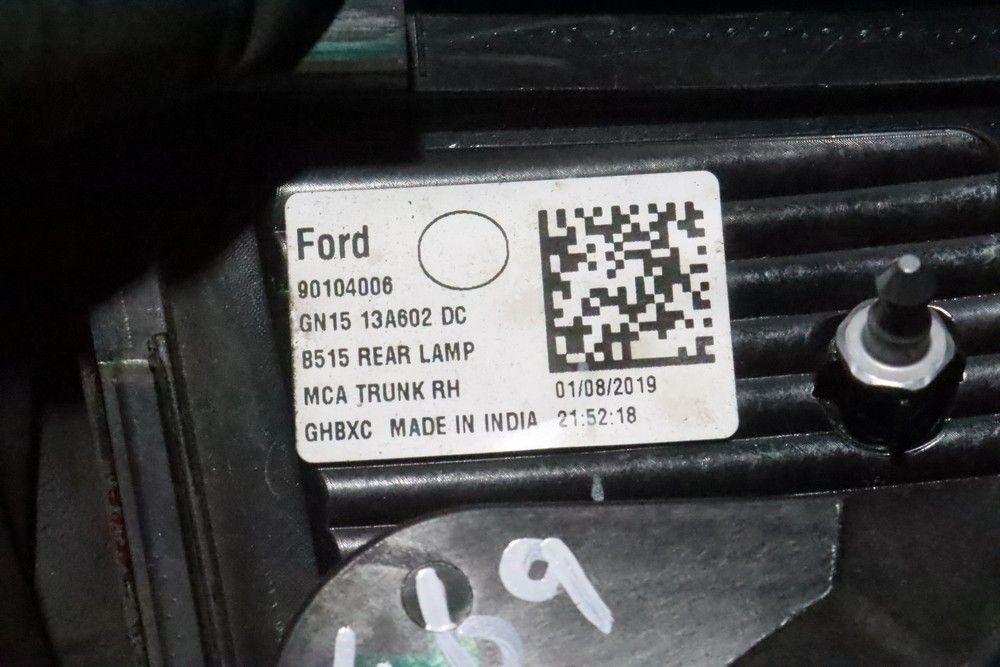 Ford
90104006
GN15 13A602 DC
B515 REAR LAMP
MCA TRUNK RH
01/08/2019
GHBXC MADE IN INDIA
21:52:18